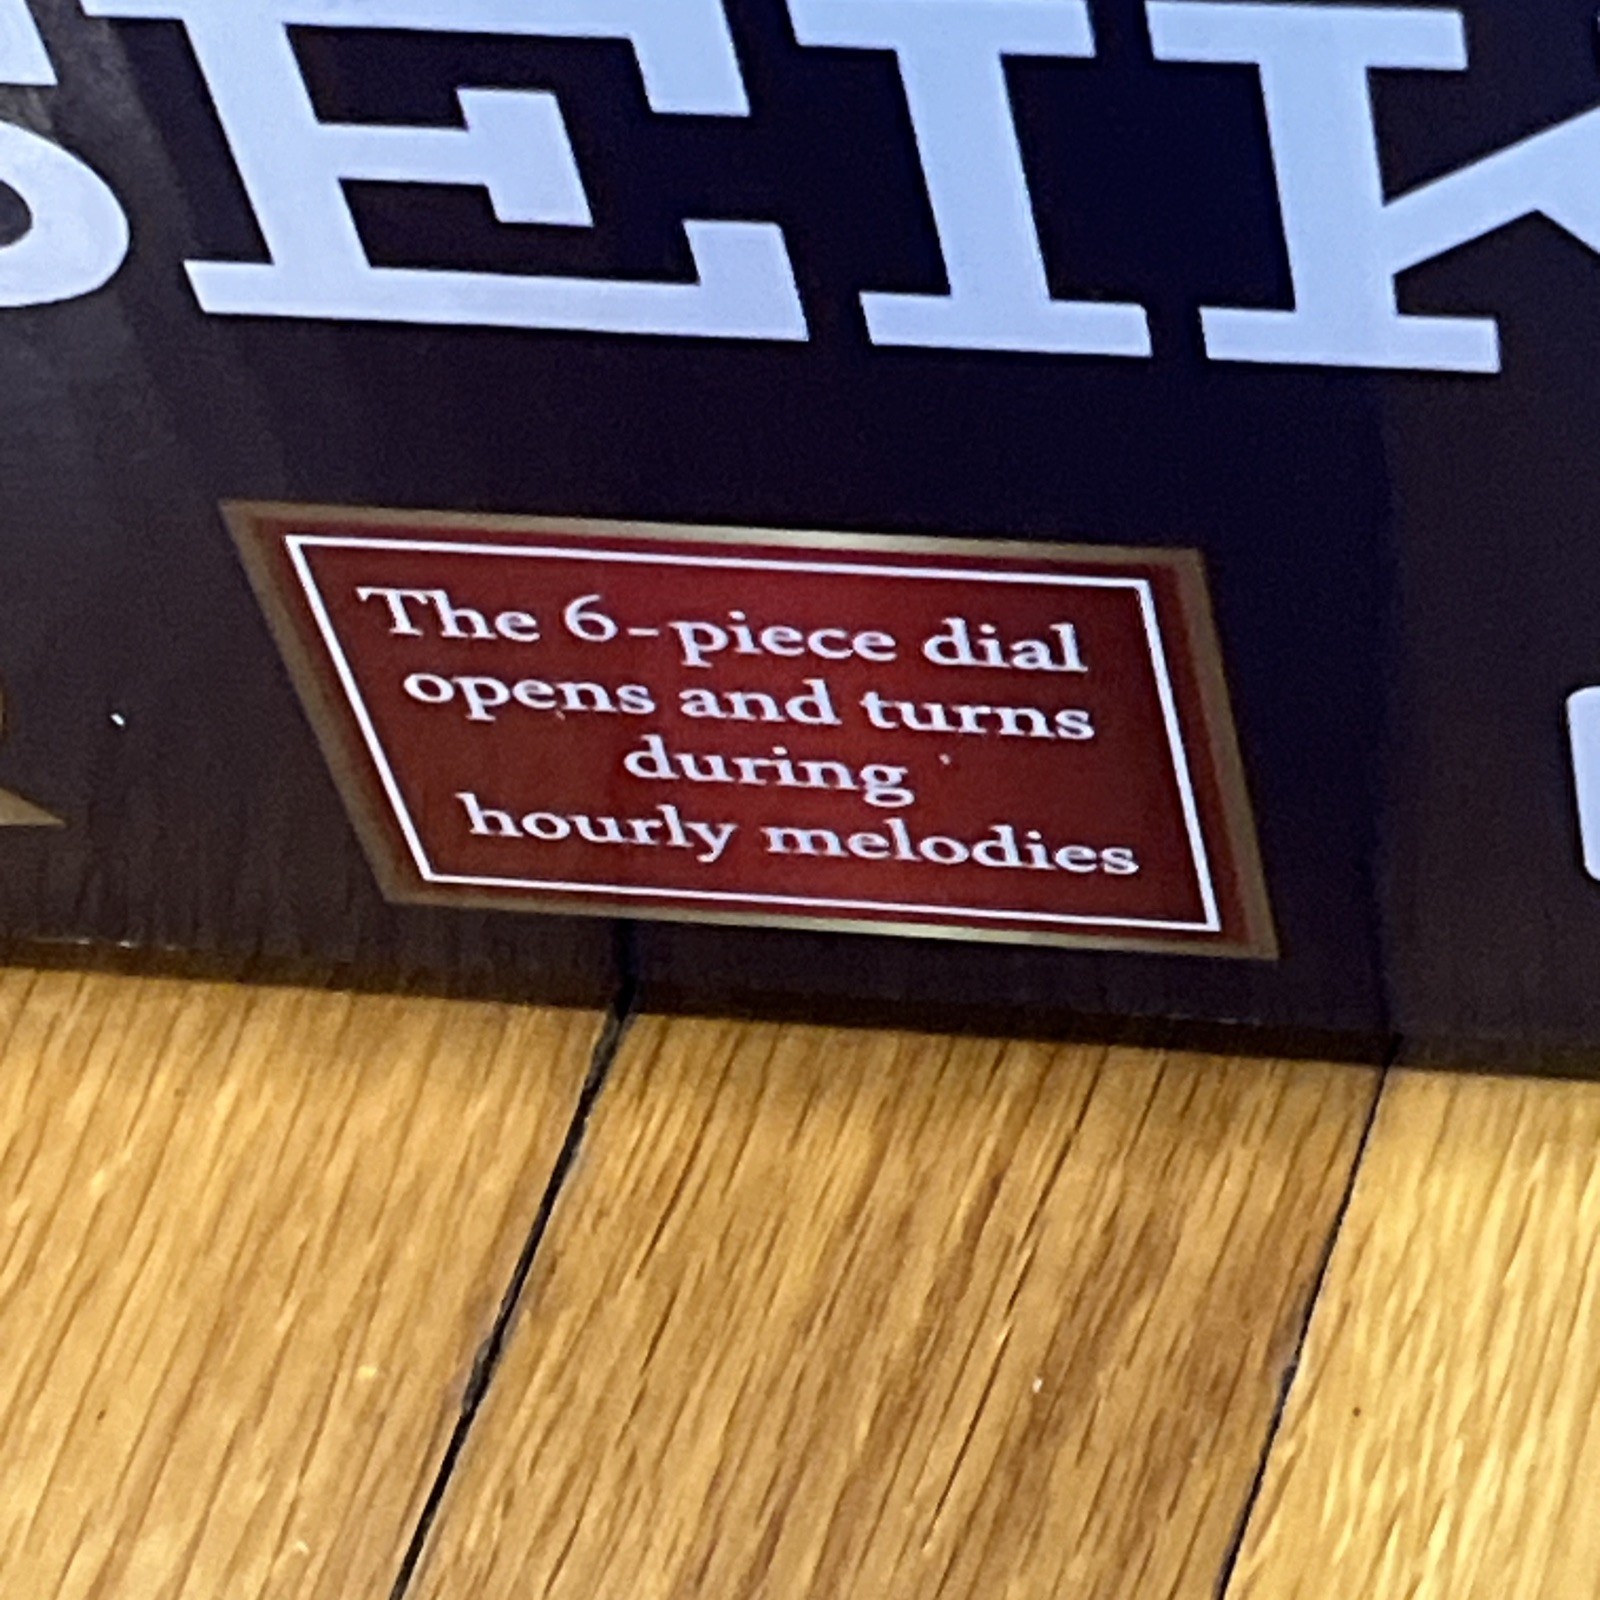 SEIK
The 6-piece dial
opens and turns
during
hourly melodies